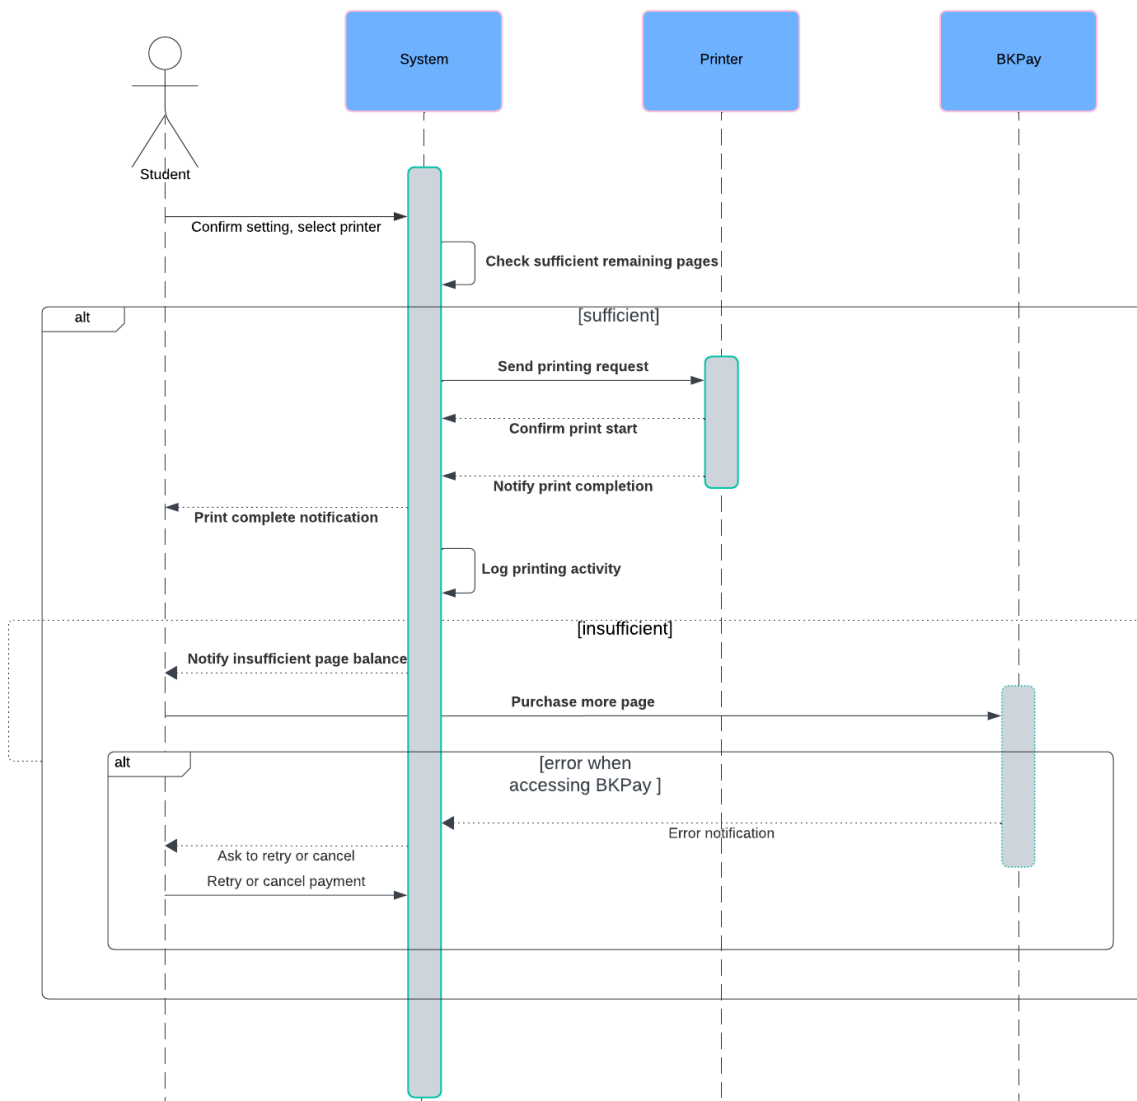 System
Printer
BKPay
Student
Confirm setting, select printer
Check sufficient remaining pages
alt
[sufficient]
Send printing request
Confirm print start
Notify print completion
Print complete notification
Log printing activity
[insufficient]
Notify insufficient page balance
Purchase more page
alt
[error when
accessing BKPay ]
Error notification
Ask to retry or cancel
Retry or cancel payment